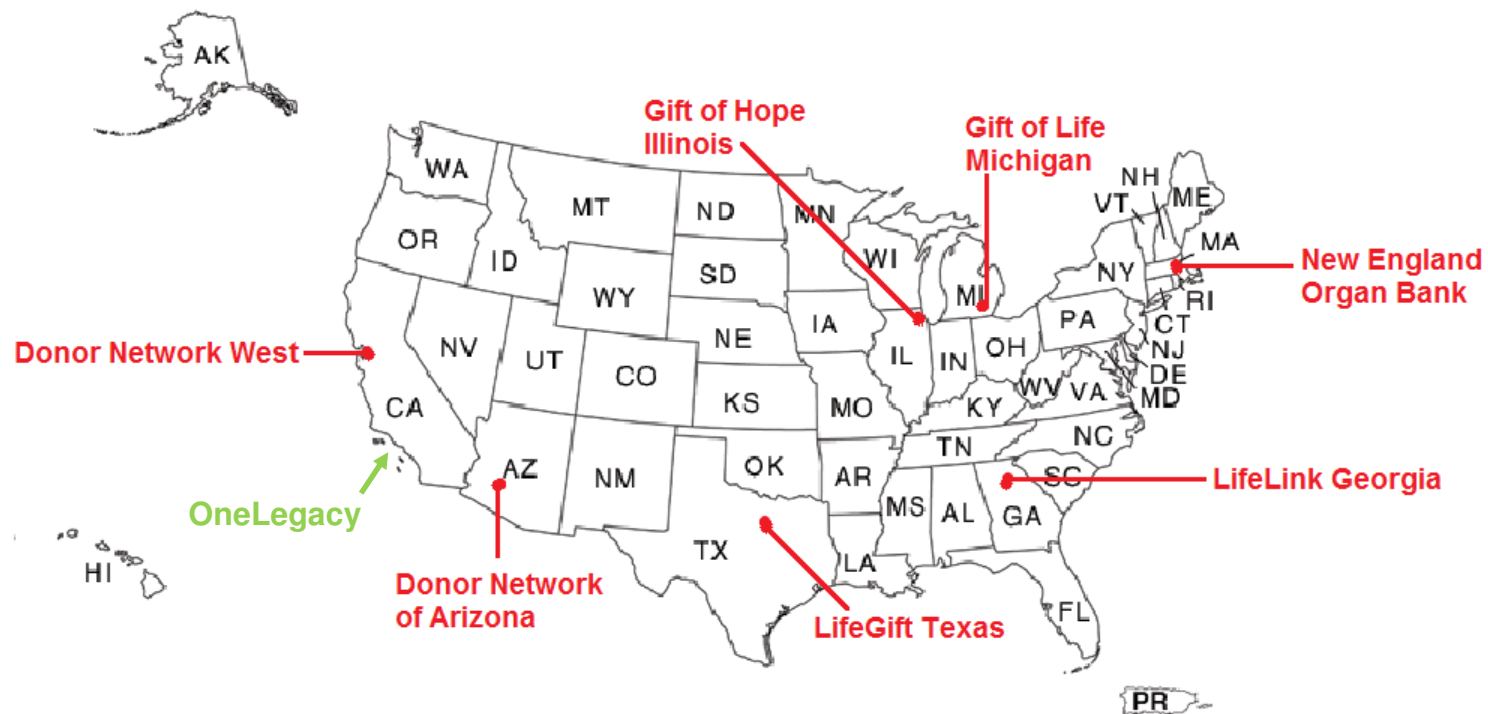 AK
Gift of Hope
Illinois
Gift of Life
Michigan
WA
MT
ND
MN
NH
VT
ME
OR
ID
SD
WI
MI
NY
MA
New England
Organ Bank
WY
RI
IA
PA
CT
Donor Network West
NV
UT
CO
NE
IL
IN
OH
NJ
DE
CA
KS
MO
KY
WV
VA
MD
AZ
NM
OK
AR
TN
NC
SC
LifeLink Georgia
OneLegacy
MS
AL
GA
TX
LA
HI
Donor Network
of Arizona
LifeGift Texas
FL
PR